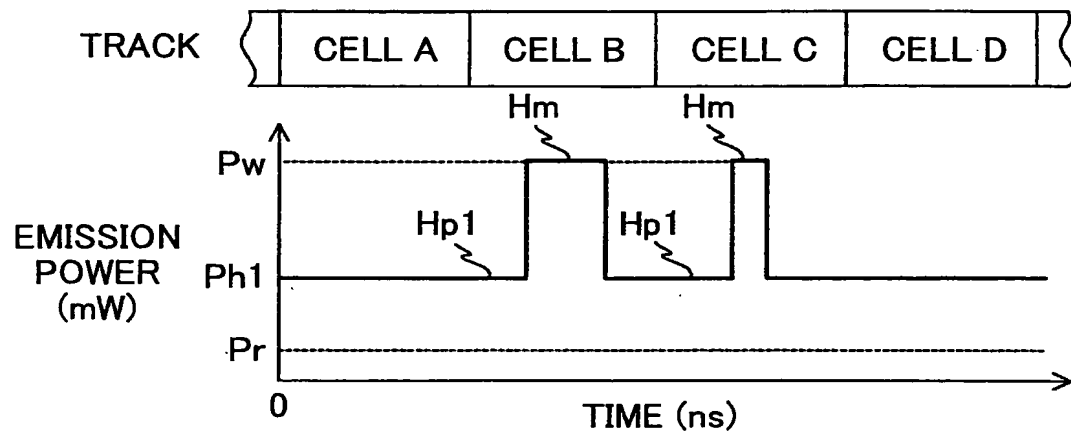 TRACK
CELL A
CELL B
CELL C
CELL D
Hm
Hm
Pw
Hp1
Hp1
EMISSION
POWER
(mW)
Ph1
Pr
0
TIME (ns)